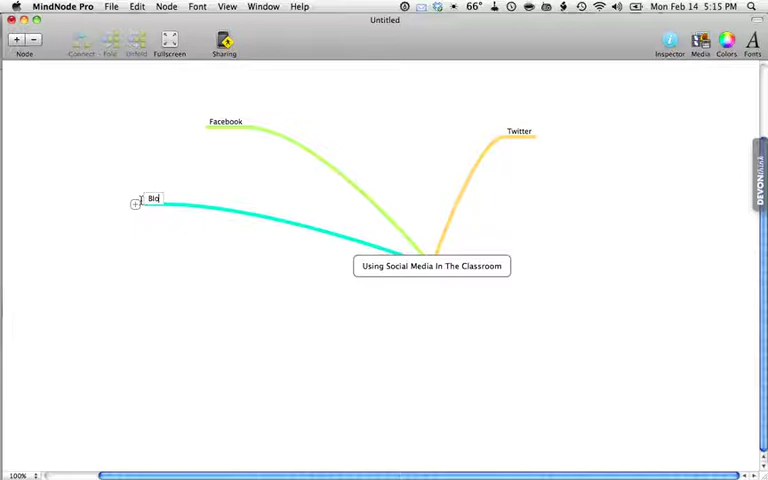 MindNode Pro File Edit Node Font View Window Help 66° Mon Feb 14 5:15 PM
Untitled
Node Connect Fold Unfold Fullscreen Sharing Inspector Media Colors Fonts
Facebook
Twitter
Blo
Using Social Media In The Classroom
DEVONthink
100%